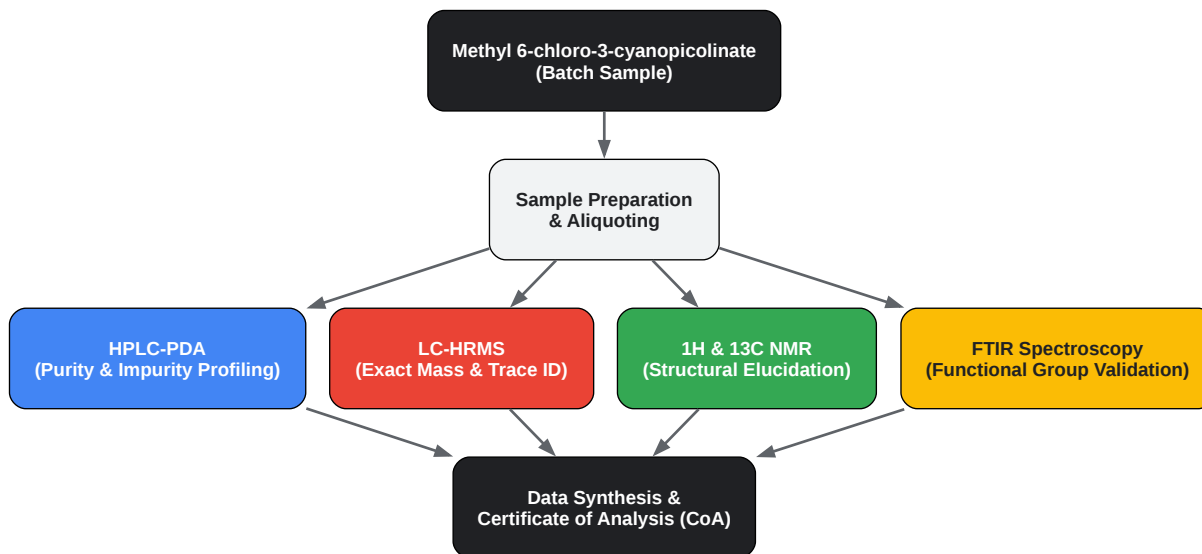 Methyl 6-chloro-3-cyanopicolinate
(Batch Sample)
Sample Preparation
& Aliquoting
HPLC-PDA
(Purity & Impurity Profiling)
LC-HRMS
(Exact Mass & Trace ID)
1H & 13C NMR
(Structural Elucidation)
FTIR Spectroscopy
(Functional Group Validation)
Data Synthesis &
Certificate of Analysis (CoA)